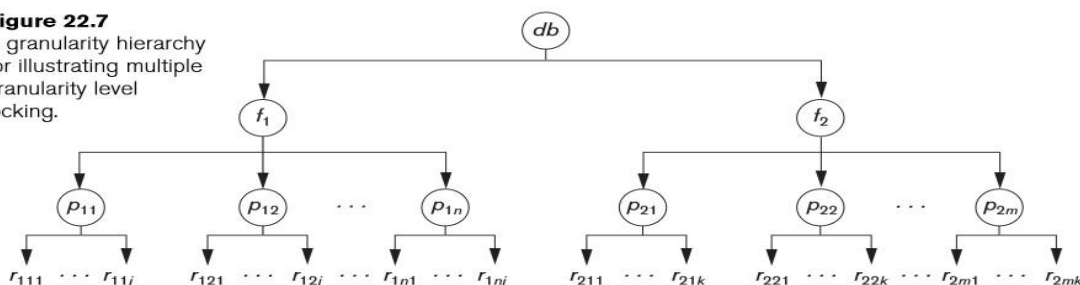 igure 22.7
granularity hierarchy
or illustrating multiple
ranularity level
ocking.
db
f1 f2
p11 p12 · · · p1n p21 p22 · · · p2m
r111 · · · r11j r121 · · · r12j · · · r1n1 · · · r1nj r211 · · · r21k r221 · · · r22k · · · r2m1 · · · r2mk